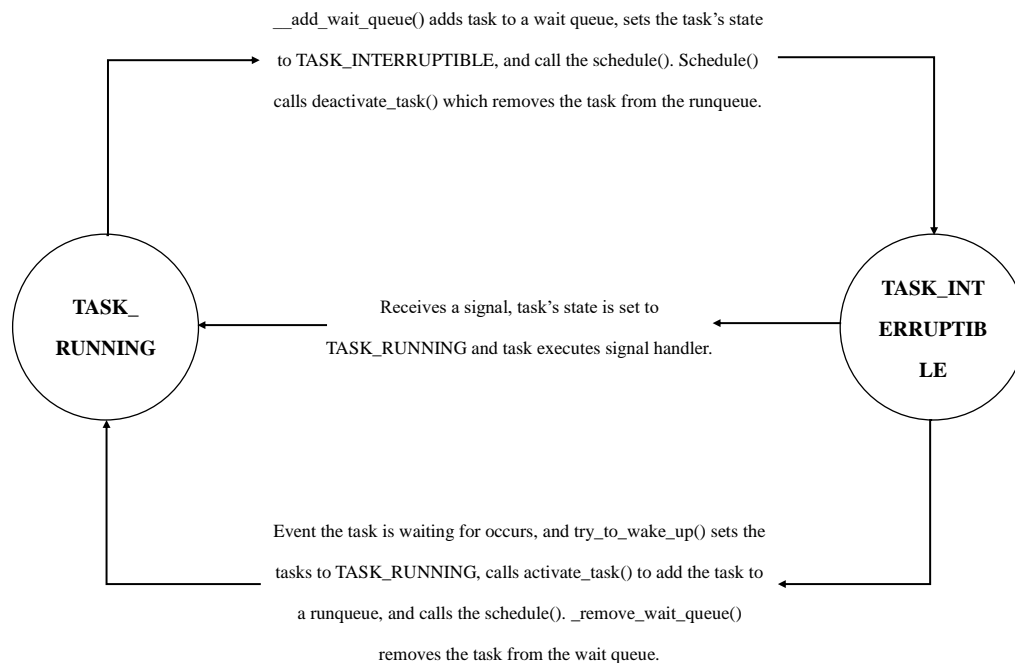 __add_wait_queue() adds task to a wait queue, sets the task’s state
to TASK_INTERRUPTIBLE, and call the schedule(). Schedule()
calls deactivate_task() which removes the task from the runqueue.
TASK_
RUNNING
Receives a signal, task’s state is set to
TASK_RUNNING and task executes signal handler.
TASK_INT
ERRUPTIB
LE
Event the task is waiting for occurs, and try_to_wake_up() sets the
tasks to TASK_RUNNING, calls activate_task() to add the task to
a runqueue, and calls the schedule(). _remove_wait_queue()
removes the task from the wait queue.